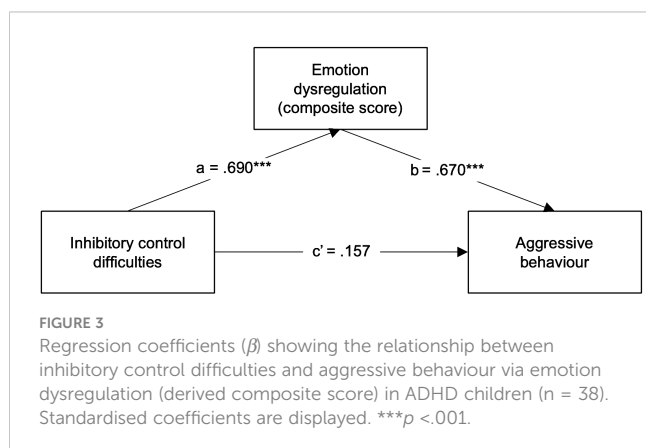 Emotion
dysregulation
(composite score)
a = .690***
b = .670***
Inhibitory control
difficulties
c' = .157
Aggressive
behaviour
FIGURE 3
Regression coefficients (β) showing the relationship between
inhibitory control difficulties and aggressive behaviour via emotion
dysregulation (derived composite score) in ADHD children (n = 38).
Standardised coefficients are displayed. ***p <.001.